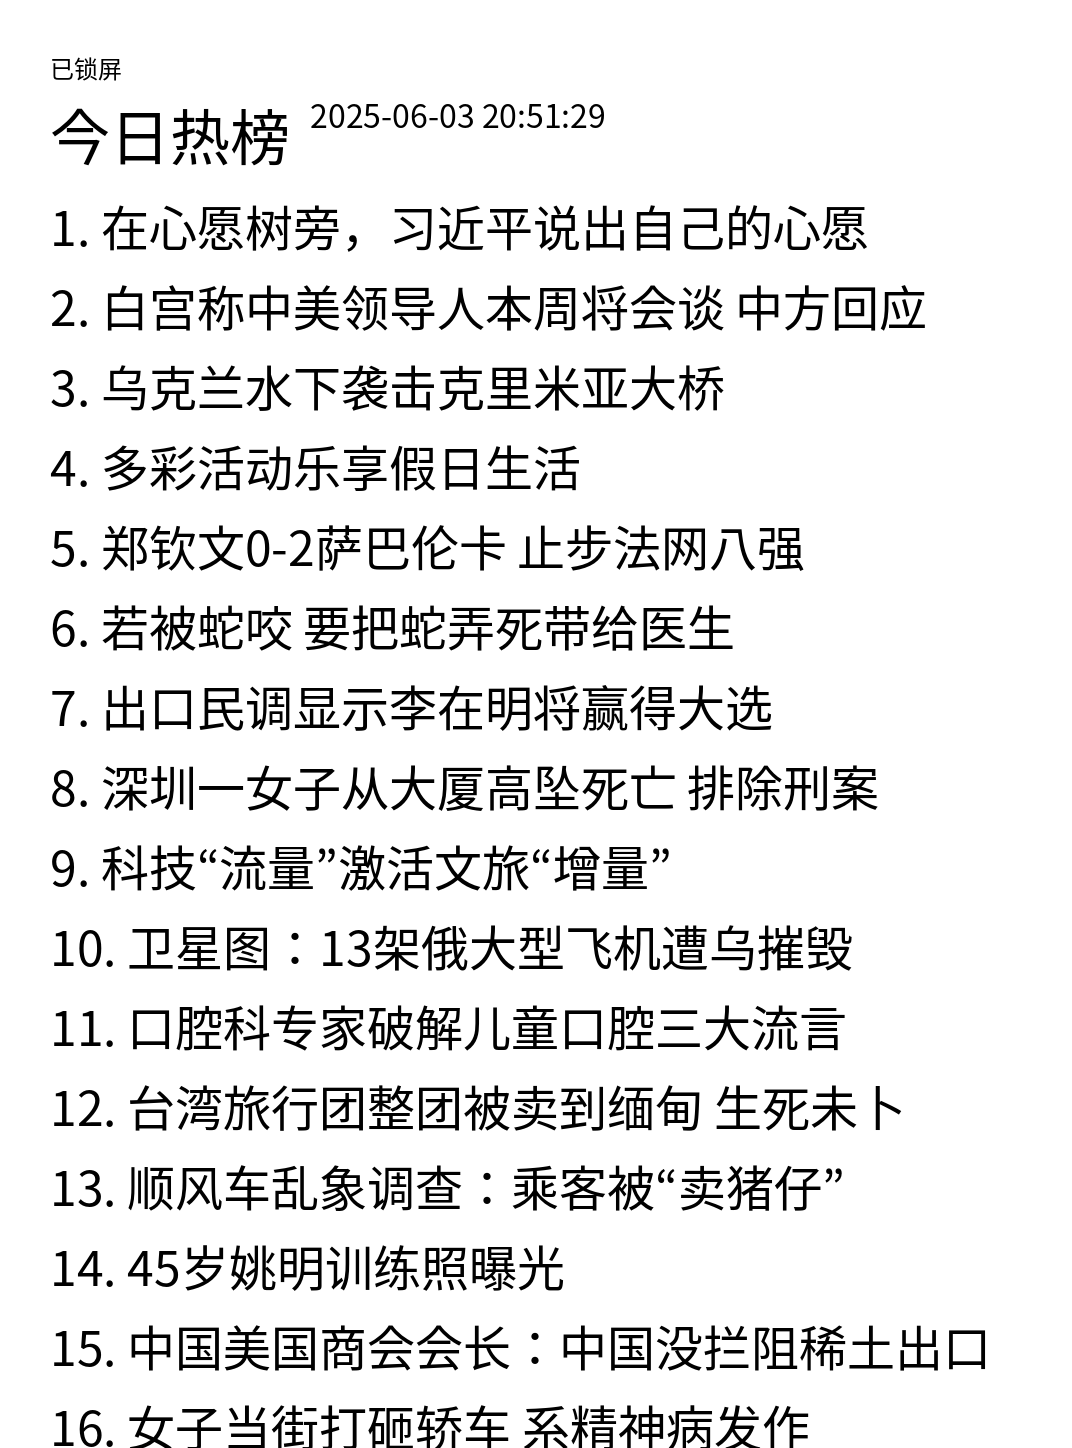 已锁屏
今日热榜 2025-06-03 20:51:29
1. 在心愿树旁，习近平说出自己的心愿
2. 白宫称中美领导人本周将会谈 中方回应
3. 乌克兰水下袭击克里米亚大桥
4. 多彩活动乐享假日生活
5. 郑钦文0-2萨巴伦卡 止步法网八强
6. 若被蛇咬 要把蛇弄死带给医生
7. 出口民调显示李在明将赢得大选
8. 深圳一女子从大厦高坠死亡 排除刑案
9. 科技“流量”激活文旅“增量”
10. 卫星图：13架俄大型飞机遭乌摧毁
11. 口腔科专家破解儿童口腔三大流言
12. 台湾旅行团整团被卖到缅甸 生死未卜
13. 顺风车乱象调查：乘客被“卖猪仔”
14. 45岁姚明训练照曝光
15. 中国美国商会会长：中国没拦阻稀土出口
16. 女子当街打砸轿车 系精神病发作